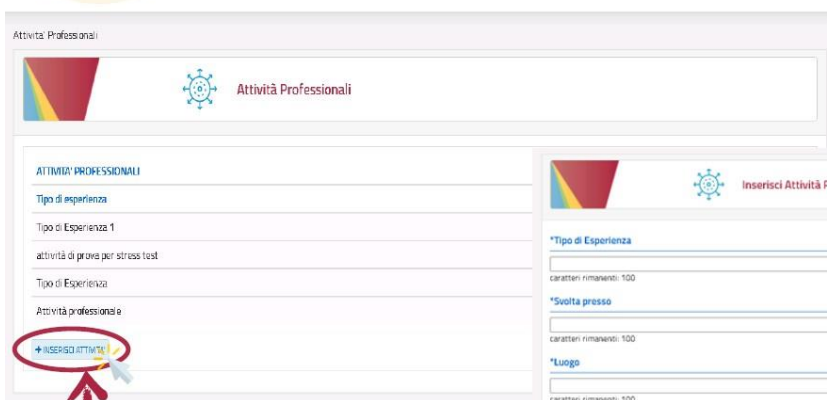 Attivita' Professionali
Attività Professionali
ATTIVITA' PROFESSIONALI
Tipo di esperienza
Tipo di Esperienza 1
attività di prova per stress test
Tipo di Esperienza
Attività professionale
+ INSERISCI ATTIVITA'
Inserisci Attività P
*Tipo di Esperienza
caratteri rimanenti: 100
*Svolta presso
caratteri rimanenti: 100
*Luogo
caratteri rimanenti: 100